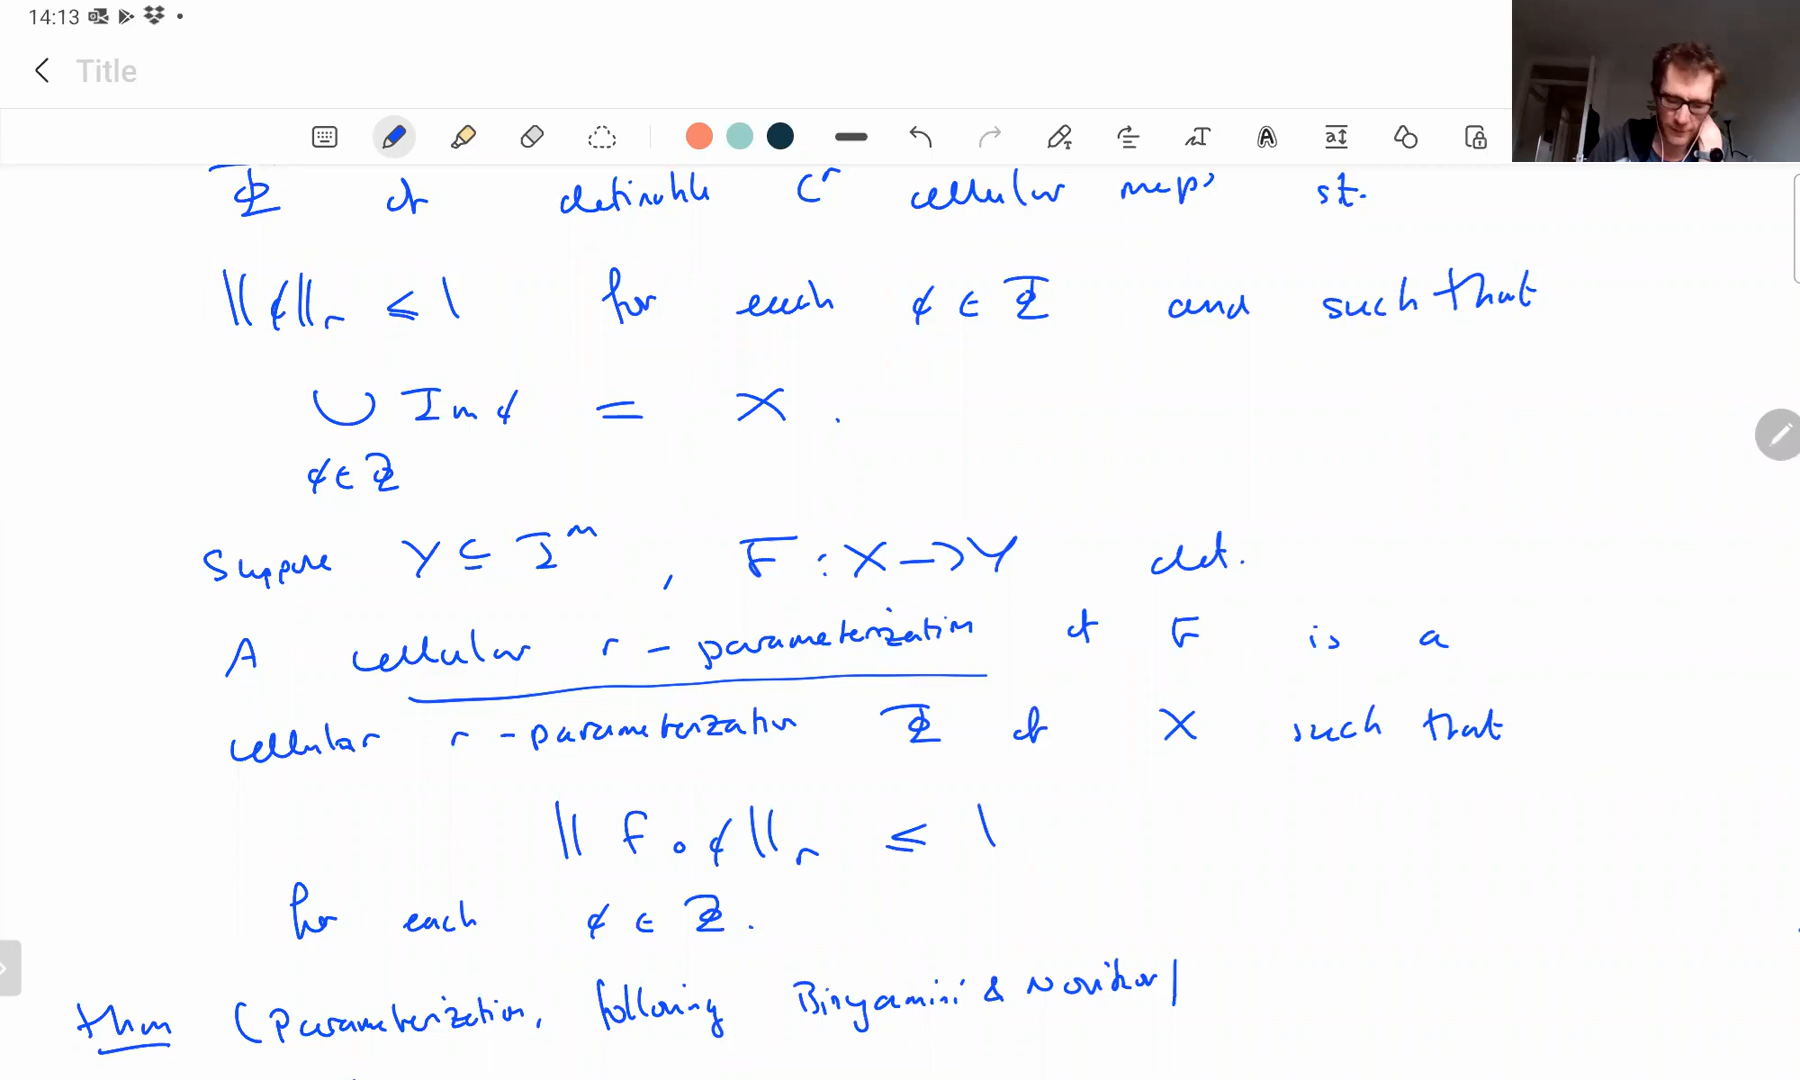 14:13
Title
Φ of definable C^r cellular maps st.
||φ||_r ≤ 1 for each φ ∈ Φ and such that
∪ Im φ = X .
φ ∈ Φ
Suppose Y ⊆ I^m , F : X → Y def.
A cellular r - parameterization of F is a
cellular r - parameterization Φ of X such that
|| F ∘ φ ||_r ≤ 1
for each φ ∈ Φ .
Thm (Parameterization, following Binyamini & Novikov)